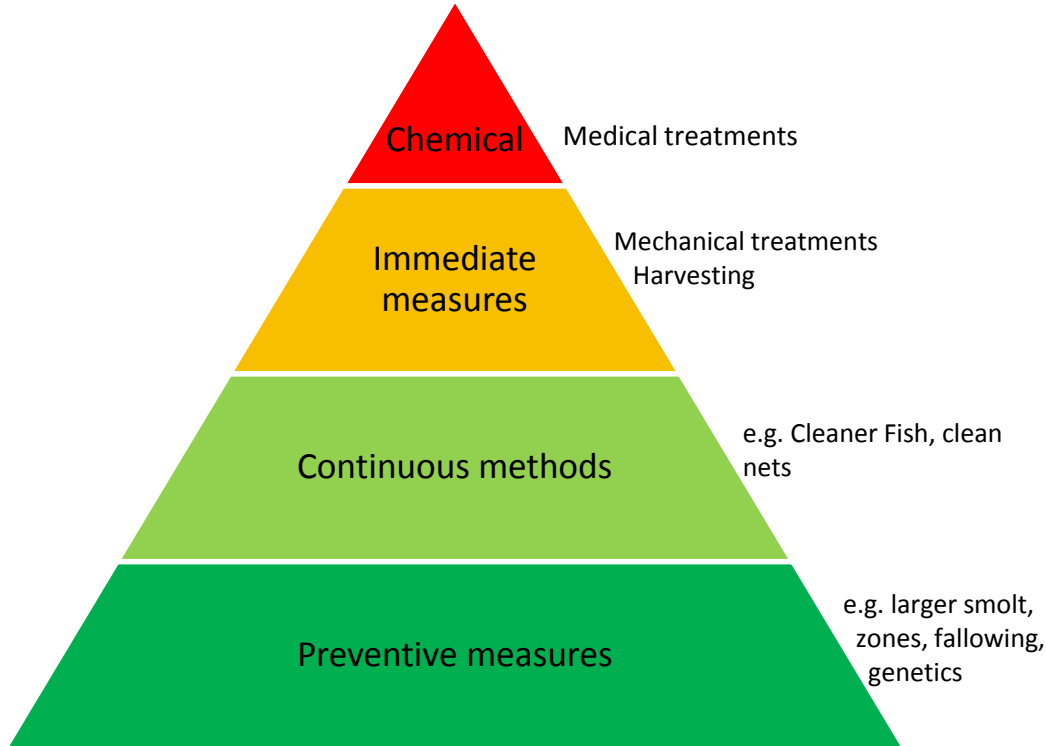 Chemical
Medical treatments
Immediate
measures
Mechanical treatments
Harvesting
Continuous methods
e.g. Cleaner Fish, clean
nets
Preventive measures
e.g. larger smolt,
zones, fallowing,
genetics